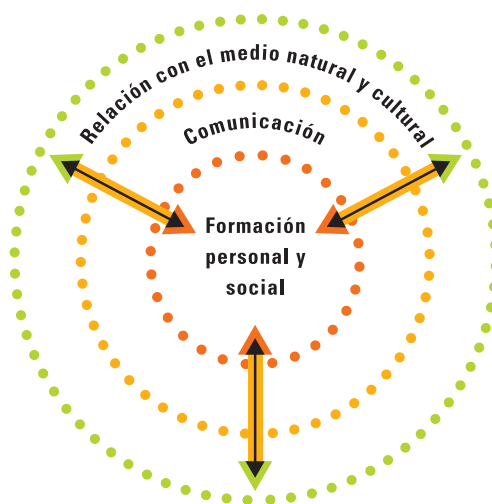 Relación con el medio natural y cultural
Comunicación
Formación
personal y
social